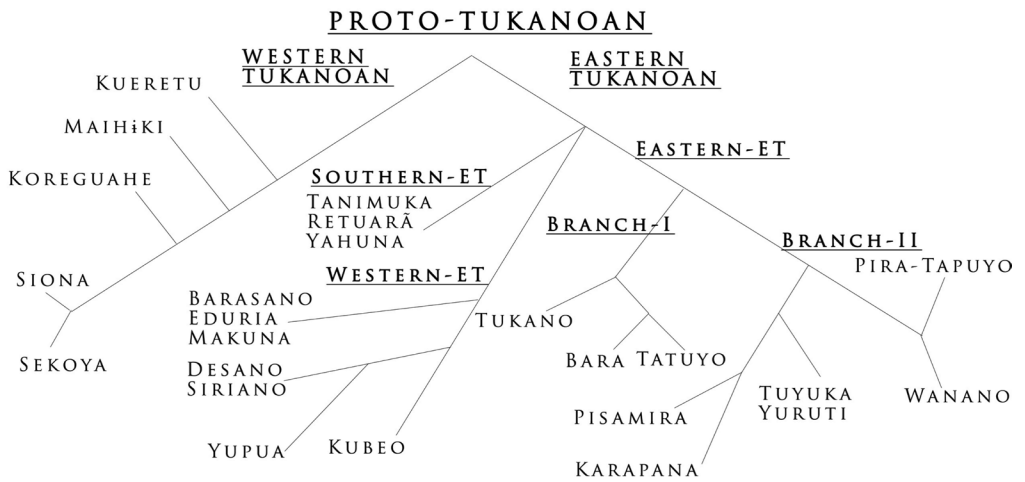 PROTO-TUKANOAN
WESTERN
TUKANOAN
EASTERN
TUKANOAN
KUERETU
MAIHɨKI
KOREGUAHE
SIONA
SEKOYA
SOUTHERN-ET
TANIMUKA
RETUARÃ
YAHUNA
WESTERN-ET
BARASANO
EDURIA
MAKUNA
DESANO
SIRIANO
YUPUA
KUBEO
EASTERN-ET
BRANCH-I
TUKANO
BARA
TATUYO
BRANCH-II
PIRA-TAPUYO
WANANO
TUYUKA
YURUTI
PISAMIRA
KARAPANA